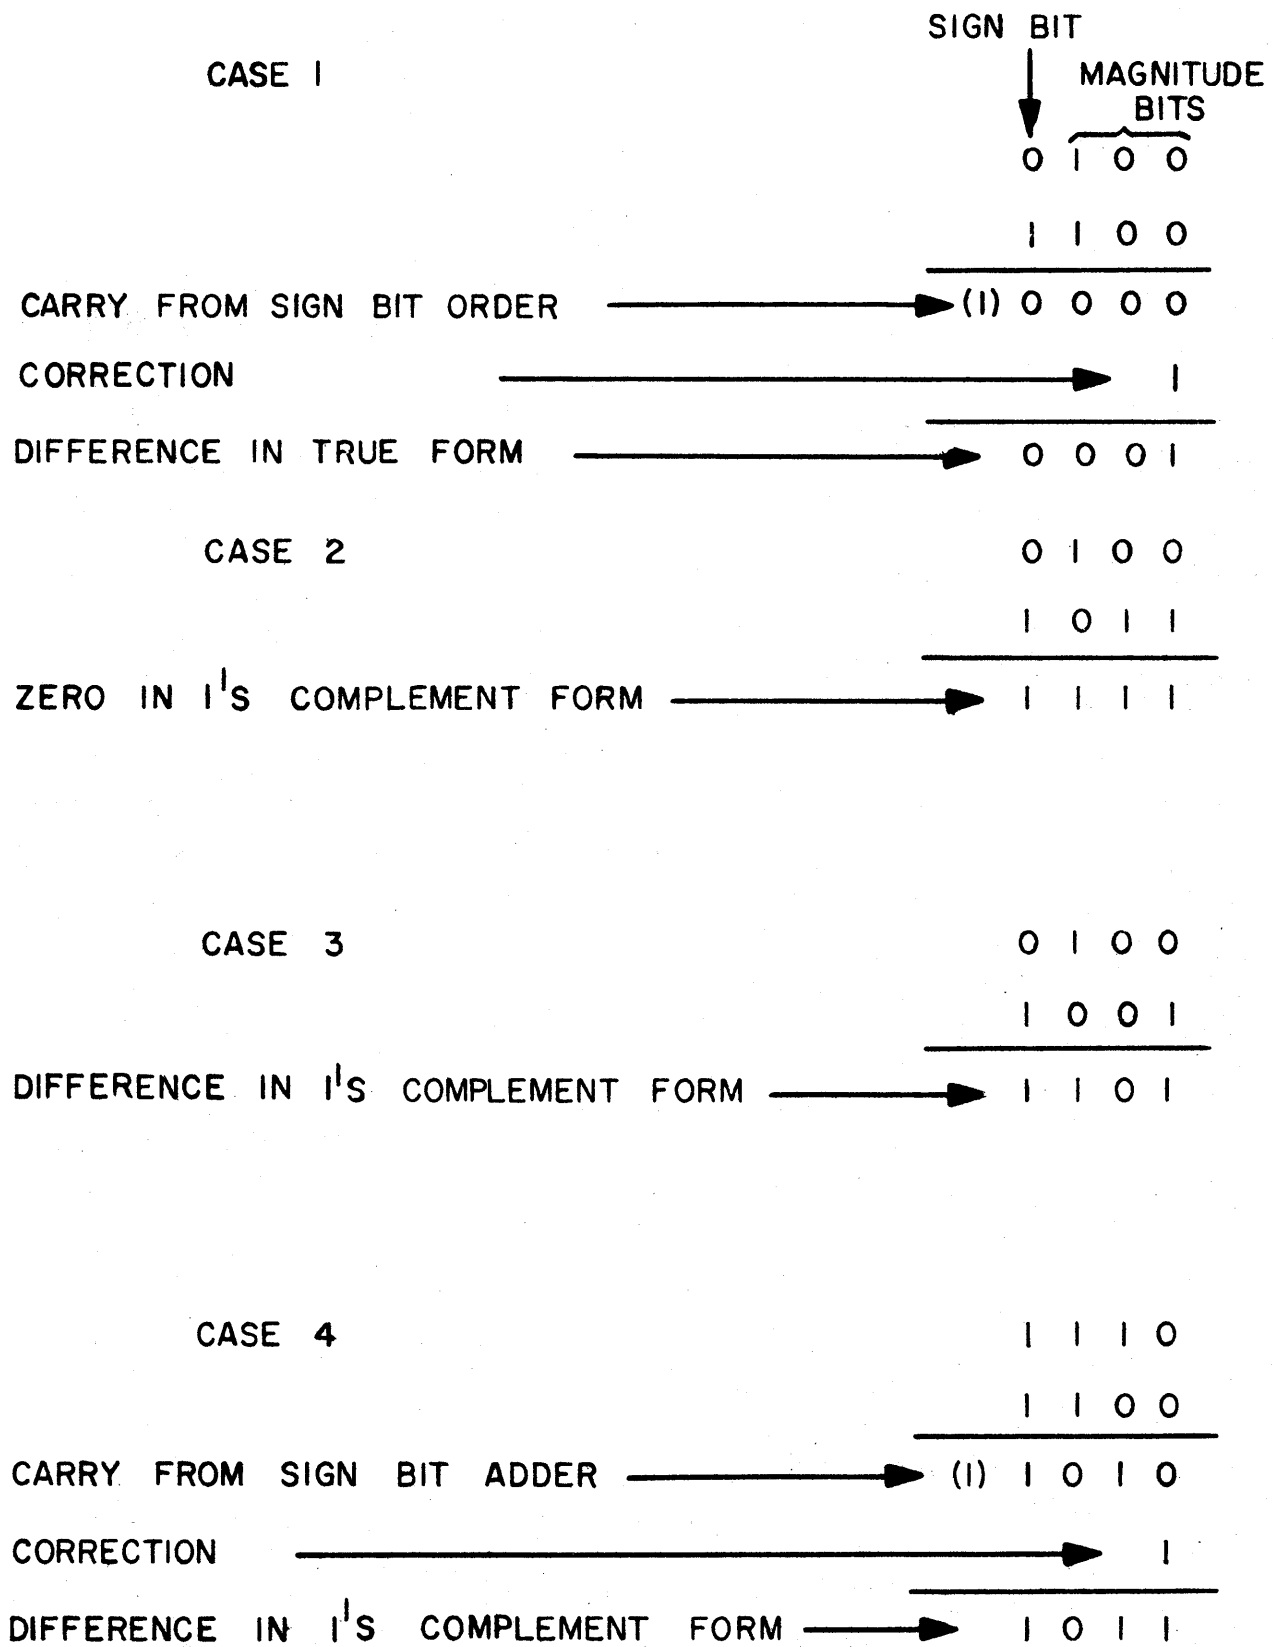 SIGN BIT
CASE 1
MAGNITUDE
BITS
0 1 0 0
1 1 0 0
CARRY FROM SIGN BIT ORDER (1) 0 0 0 0
CORRECTION 1
DIFFERENCE IN TRUE FORM 0 0 0 1
CASE 2 0 1 0 0
1 0 1 1
ZERO IN 1'S COMPLEMENT FORM 1 1 1 1
CASE 3 0 1 0 0
1 0 0 1
DIFFERENCE IN 1'S COMPLEMENT FORM 1 1 0 1
CASE 4 1 1 1 0
1 1 0 0
CARRY FROM SIGN BIT ADDER (1) 1 0 1 0
CORRECTION 1
DIFFERENCE IN 1'S COMPLEMENT FORM 1 0 1 1